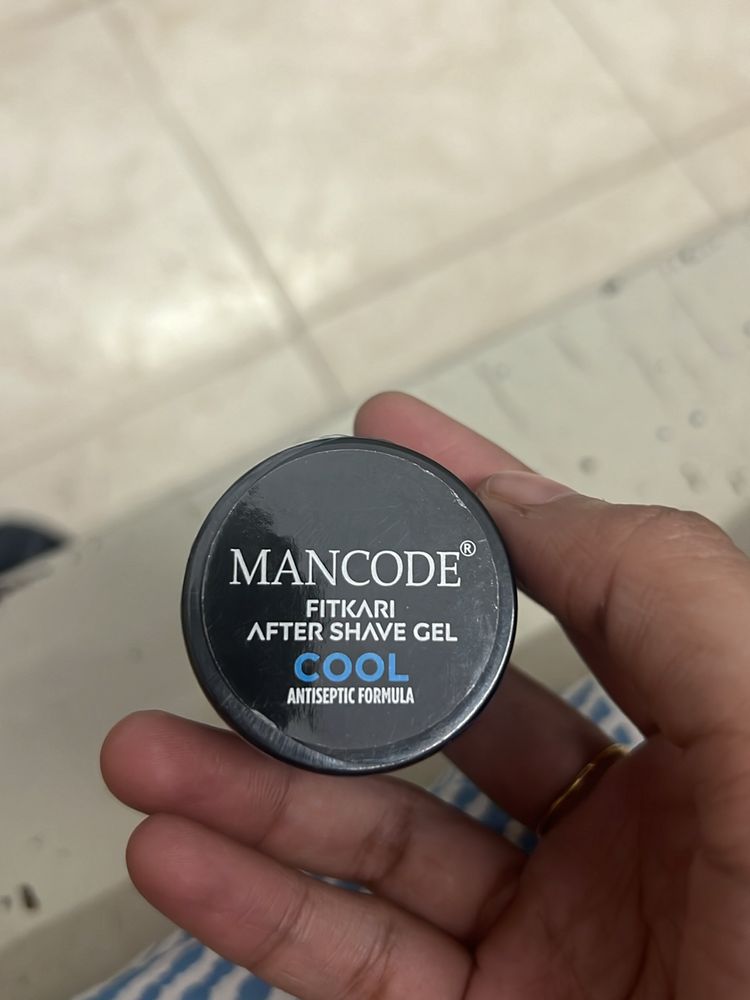 MANCODE®
FITKARI
AFTER SHAVE GEL
COOL
ANTISEPTIC FORMULA